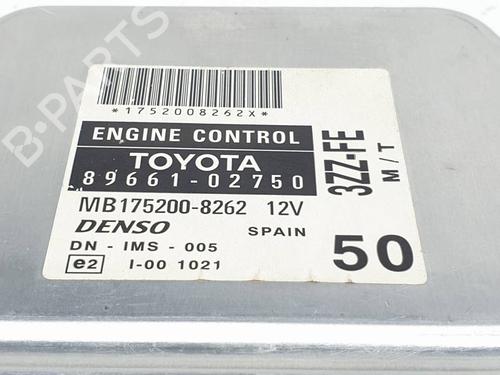 *1752008262X*
ENGINE CONTROL
TOYOTA
89661-02750
MB175200-8262 12V
DENSO SPAIN
DN - IMS - 005
e2 I-00 1021
3ZZ-FE
M/T
50
B-PARTS